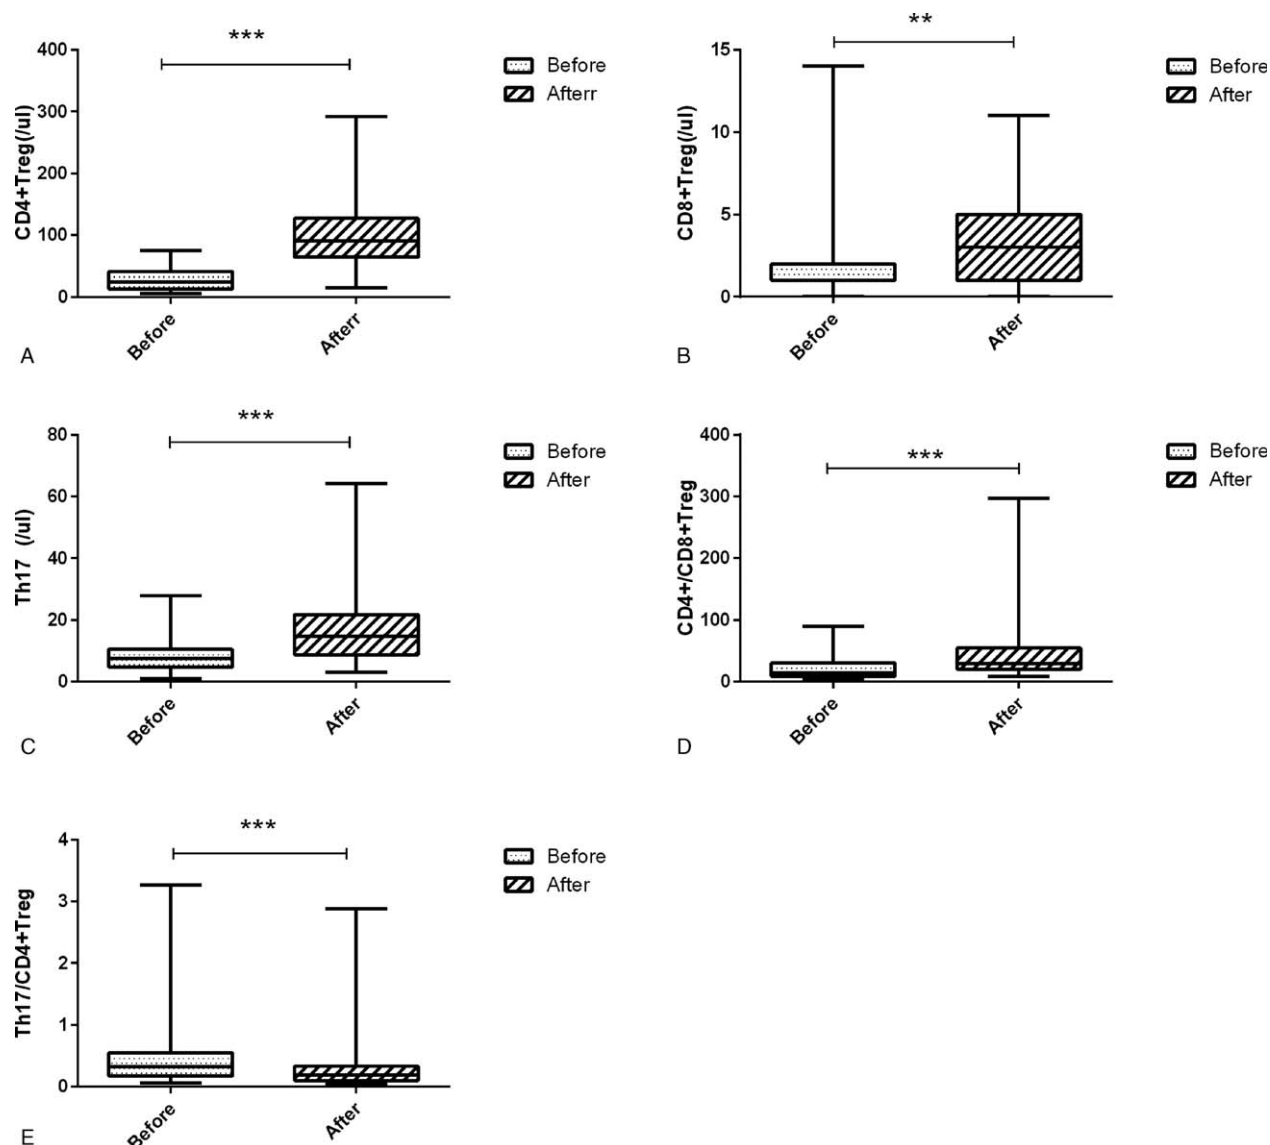 ***
400
300
200
100
0
CD4+Treg(/ul)
Before
Afterr
Before
Afterr
A
**
15
10
5
0
CD8+Treg(/ul)
Before
After
Before
After
B
***
80
60
40
20
0
Th17 (/ul)
Before
After
Before
After
C
***
400
300
200
100
0
CD4+/CD8+Treg
Before
After
Before
After
D
***
4
3
2
1
0
Th17/CD4+Treg
Before
After
Before
After
E